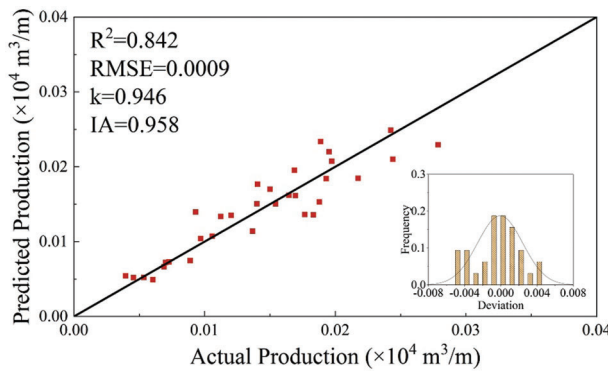 0.04
0.03
0.02
0.01
0.00
Predicted Production (×10⁴ m³/m)
R²=0.842
RMSE=0.0009
k=0.946
IA=0.958
0.3
0.2
0.1
0.0
Frequency
-0.008 -0.004 0.000 0.004 0.008
Deviation
0.00 0.01 0.02 0.03 0.04
Actual Production (×10⁴ m³/m)